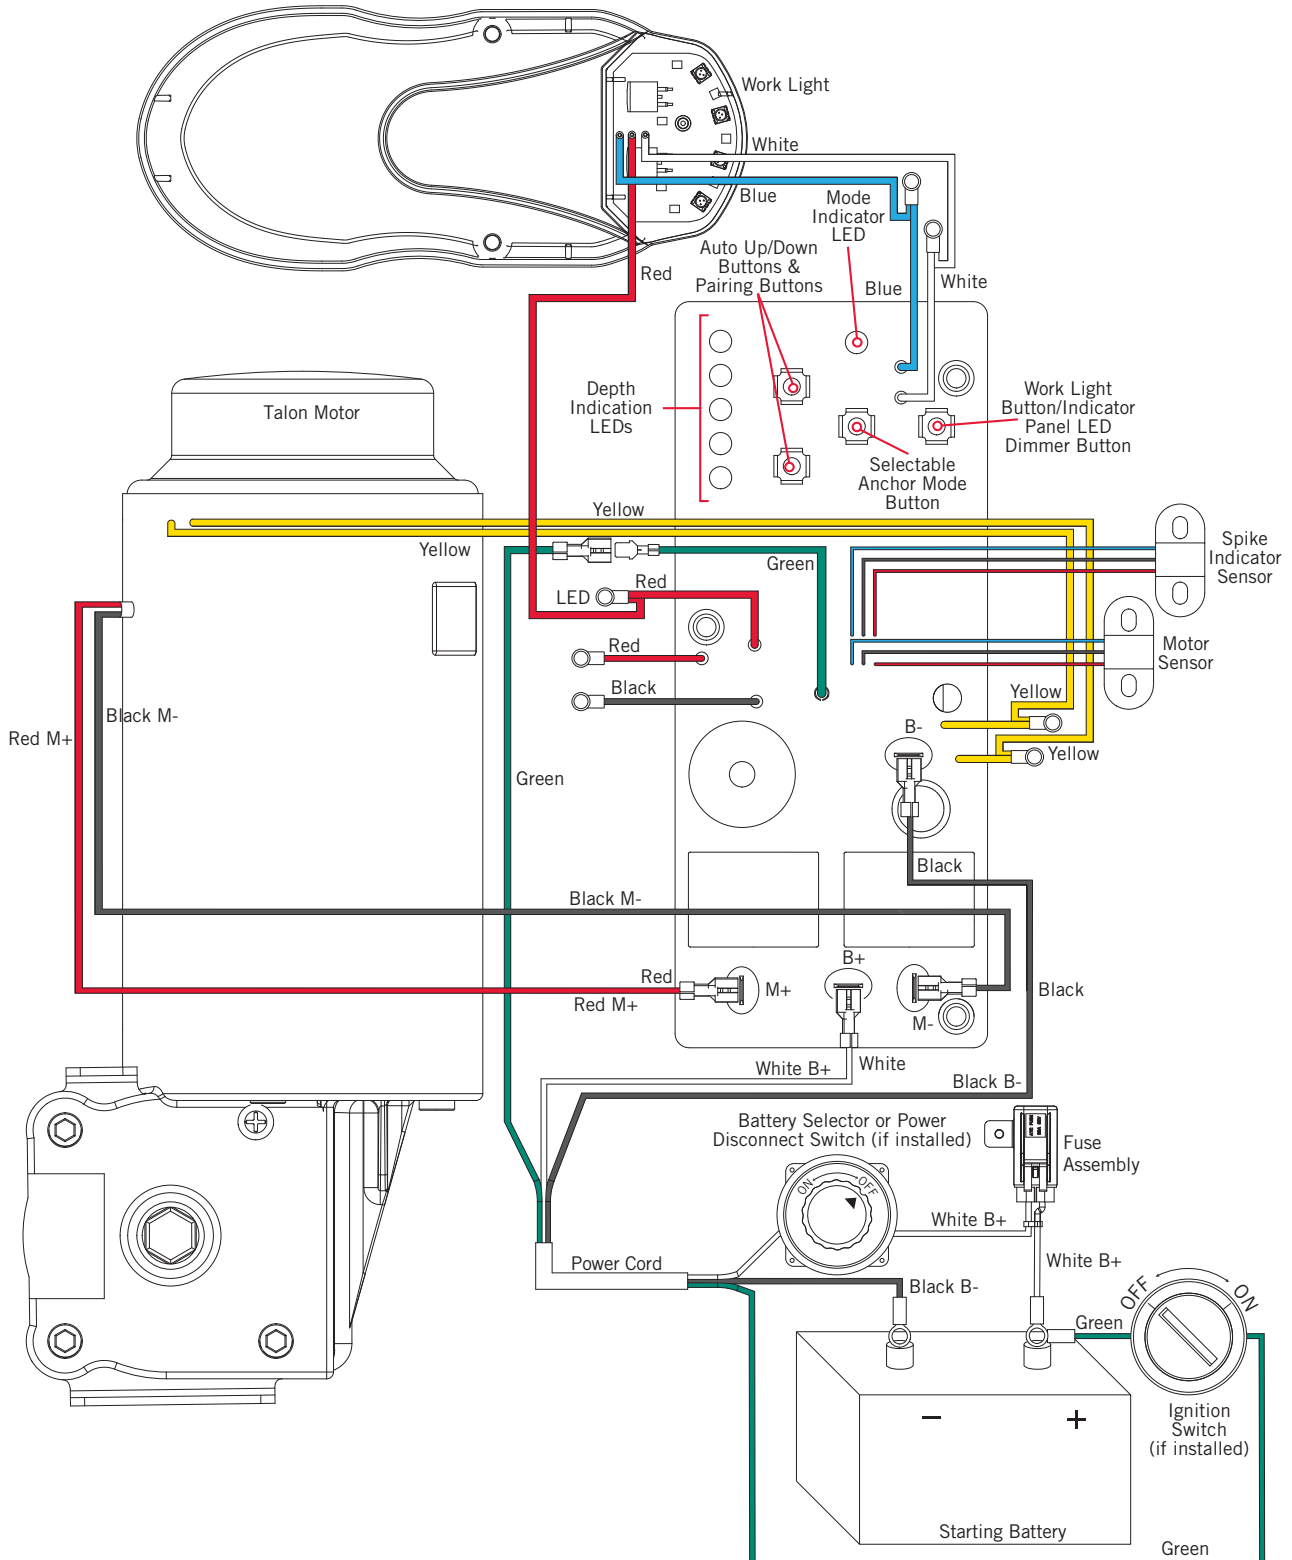 Work Light
White
Blue
Mode
Indicator
LED
Auto Up/Down
Buttons &
Pairing Buttons
Red
Blue
White
Talon Motor
Depth
Indication
LEDs
Work Light
Button/Indicator
Panel LED
Dimmer Button
Selectable
Anchor Mode
Button
Yellow
Yellow
Green
Spike
Indicator
Sensor
Red
LED
Red
Motor
Sensor
Black
Yellow
Black M-
Red M+
B-
Yellow
Green
Black
Black M-
B+
Red
M+
Black
Red M+
M-
White B+
White
Black B-
Battery Selector or Power
Disconnect Switch (if installed)
Fuse
Assembly
ON
OFF
White B+
Power Cord
White B+
Black B-
OFF
ON
Green
Ignition
Switch
(if installed)
−
+
Starting Battery
Green